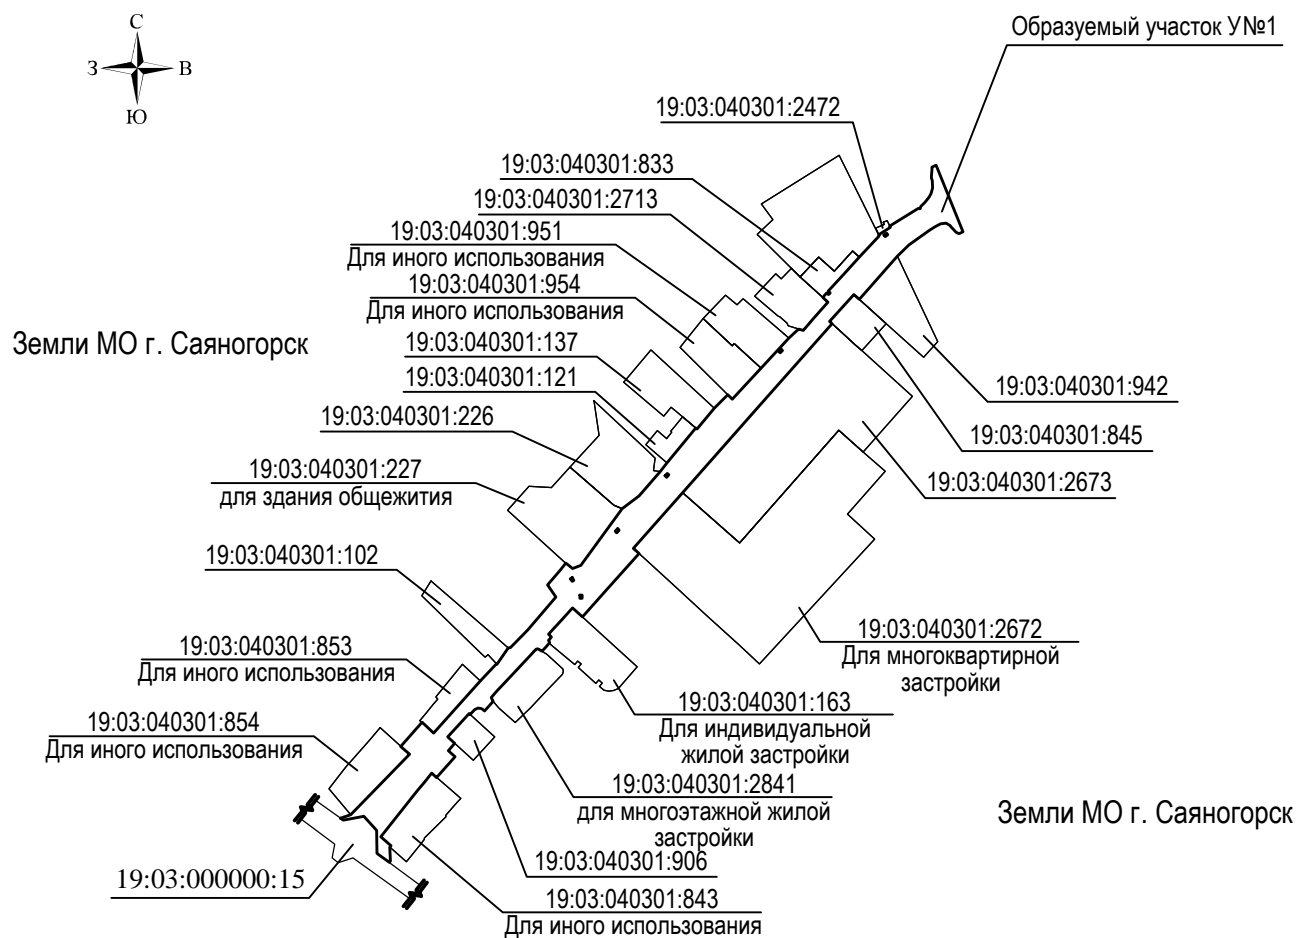 С
З
В
Ю
Образуемый участок У№1
19:03:040301:2472
19:03:040301:833
19:03:040301:2713
19:03:040301:951
Для иного использования
19:03:040301:954
Для иного использования
Земли МО г. Саяногорск
19:03:040301:137
19:03:040301:121
19:03:040301:942
19:03:040301:226
19:03:040301:845
19:03:040301:227
для здания общежития
19:03:040301:2673
19:03:040301:102
19:03:040301:2672
Для многоквартирной
застройки
19:03:040301:853
Для иного использования
19:03:040301:163
Для индивидуальной
жилой застройки
19:03:040301:854
Для иного использования
19:03:040301:2841
для многоэтажной жилой
застройки
Земли МО г. Саяногорск
19:03:040301:906
19:03:000000:15
19:03:040301:843
Для иного использования